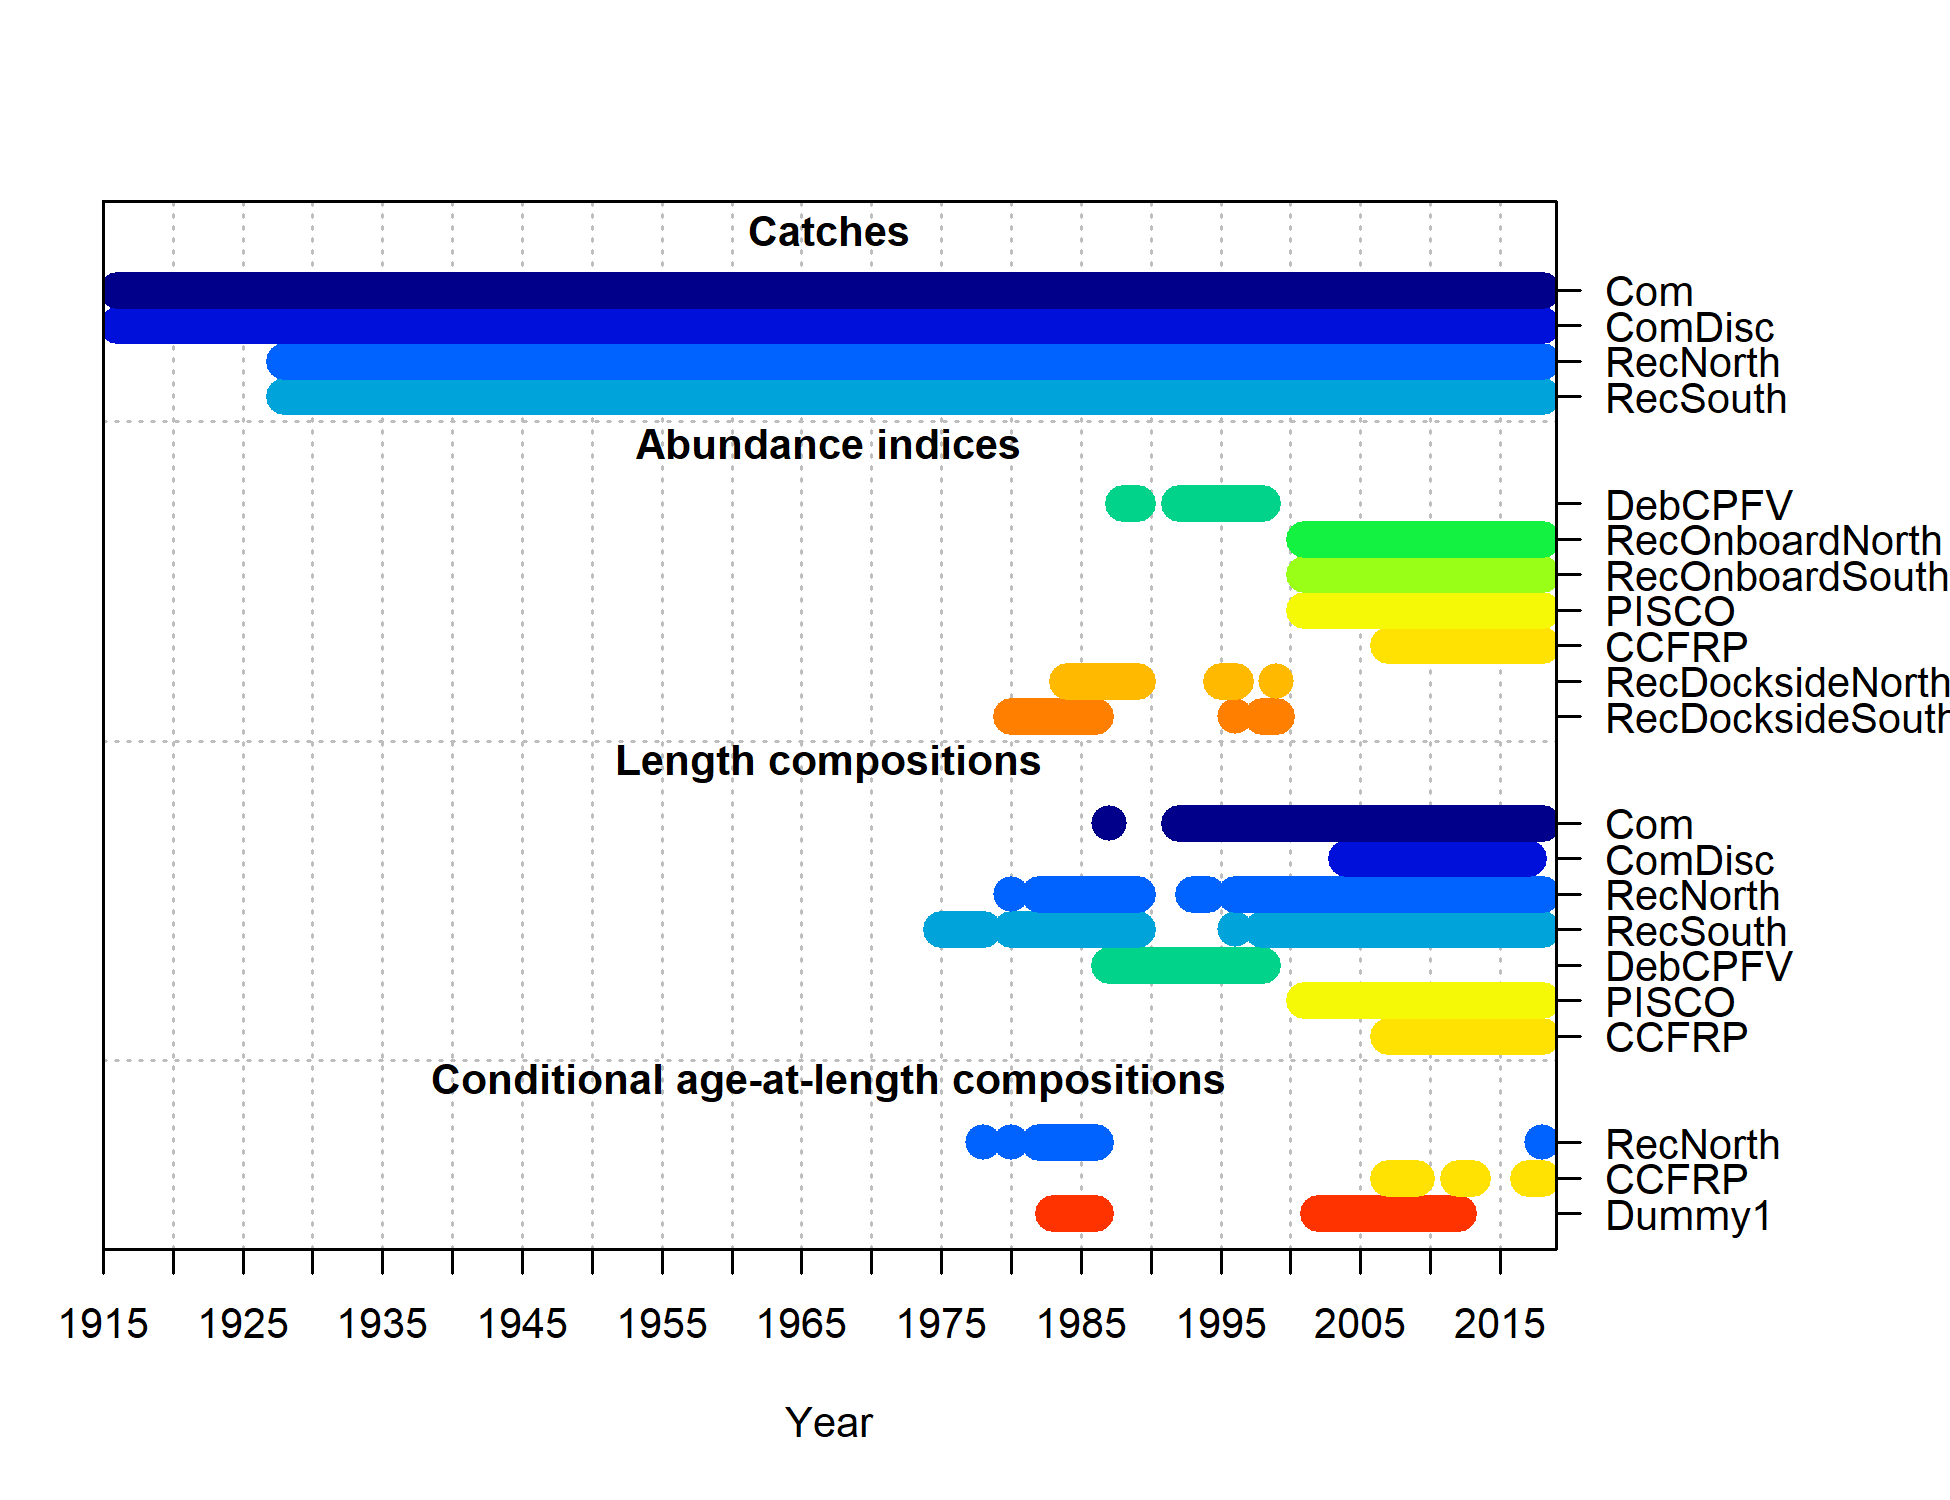 Catches
Com
ComDisc
RecNorth
RecSouth
Abundance indices
DebCPFV
RecOnboardNorth
RecOnboardSouth
PISCO
CCFRP
RecDocksideNorth
RecDocksideSouth
Length compositions
Com
ComDisc
RecNorth
RecSouth
DebCPFV
PISCO
CCFRP
Conditional age-at-length compositions
RecNorth
CCFRP
Dummy1
1915 1925 1935 1945 1955 1965 1975 1985 1995 2005 2015
Year